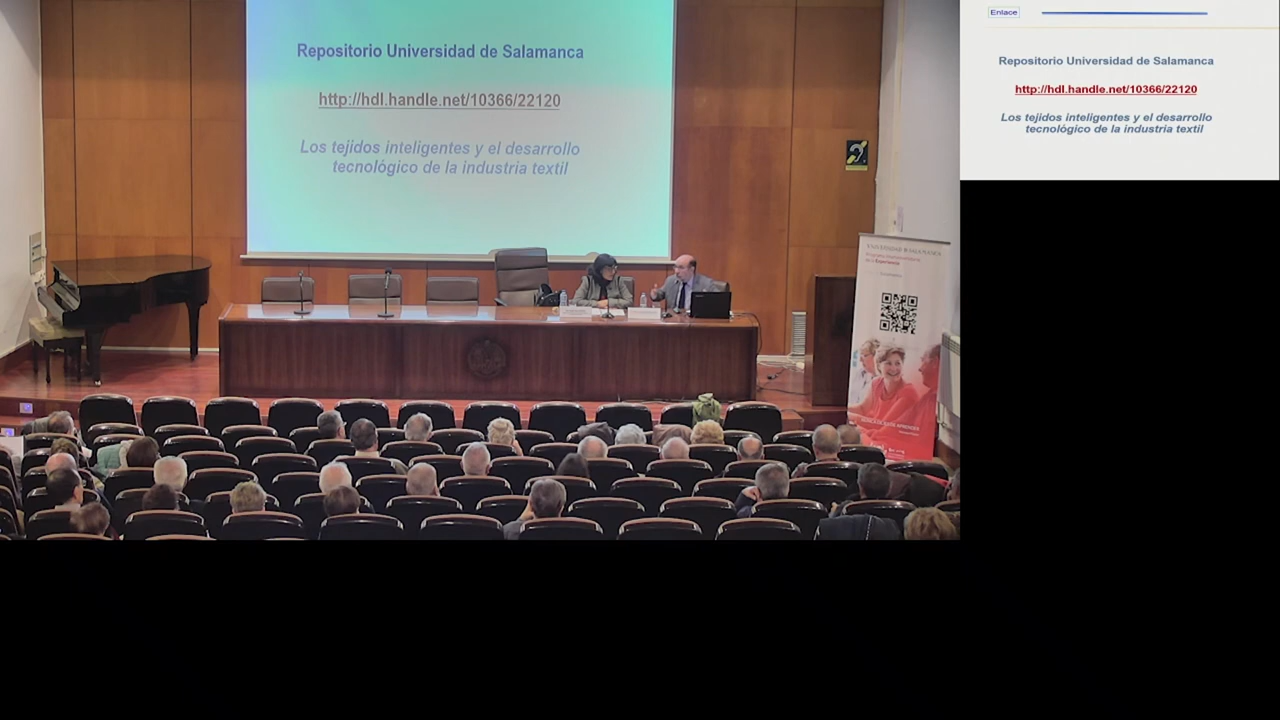 Repositorio Universidad de Salamanca
http://hdl.handle.net/10366/22120
Los tejidos inteligentes y el desarrollo
tecnológico de la industria textil
Enlace
Repositorio Universidad de Salamanca
http://hdl.handle.net/10366/22120
Los tejidos inteligentes y el desarrollo
tecnológico de la industria textil